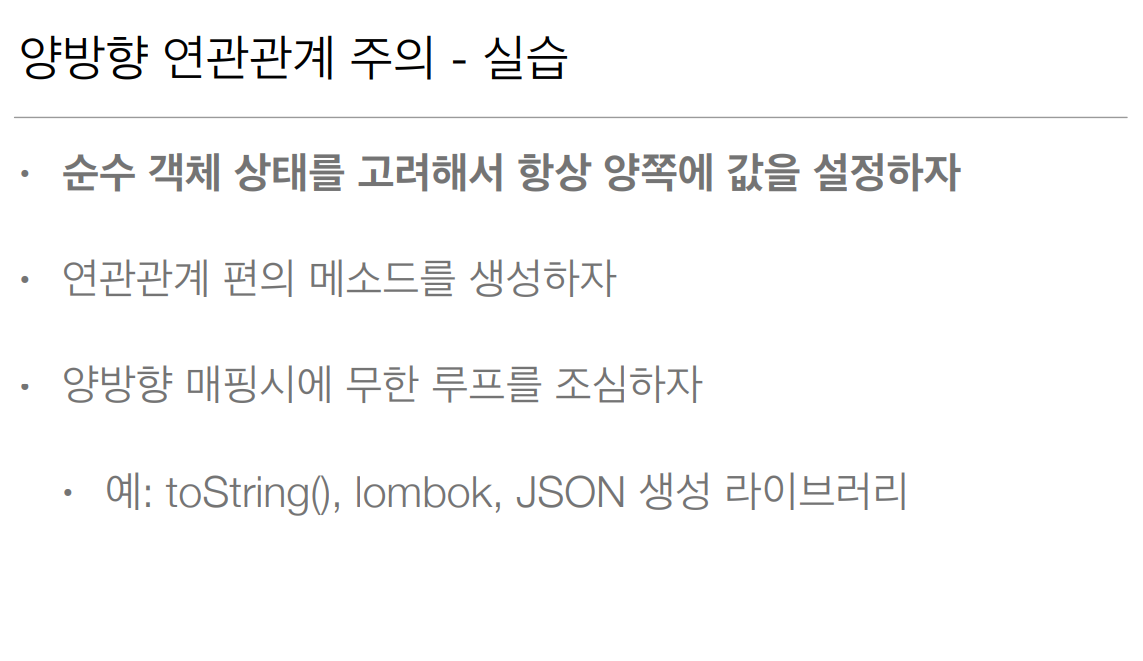 양방향 연관관계 주의 - 실습
• 순수 객체 상태를 고려해서 항상 양쪽에 값을 설정하자
• 연관관계 편의 메소드를 생성하자
• 양방향 매핑시에 무한 루프를 조심하자
• 예: toString(), lombok, JSON 생성 라이브러리